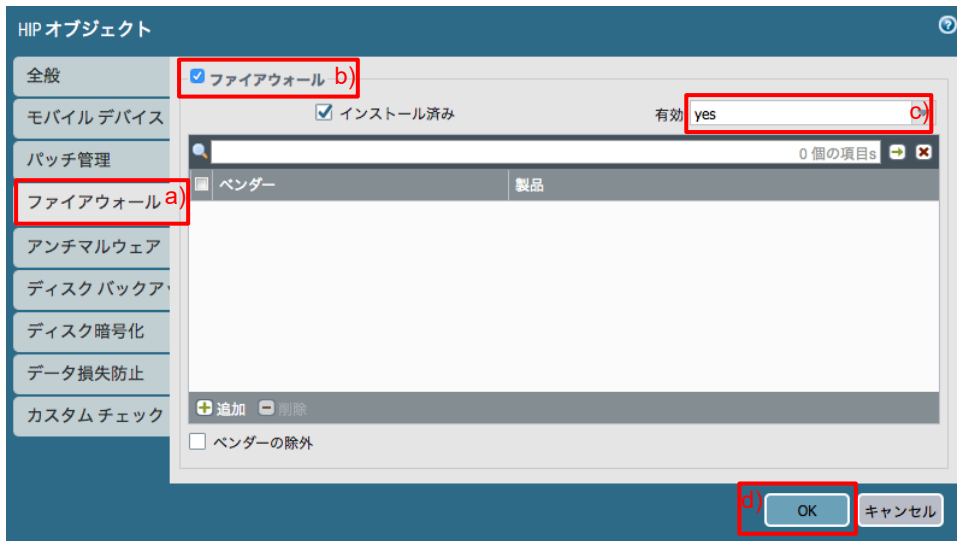 HIP オブジェクト
全般
モバイル デバイス
パッチ管理
ファイアウォール a)
アンチマルウェア
ディスク バックア
ディスク暗号化
データ損失防止
カスタム チェック
ファイアウォール b)
インストール済み 有効 yes c)
0 個の項目s
ベンダー 製品
追加 削除
ベンダーの除外
d) OK キャンセル